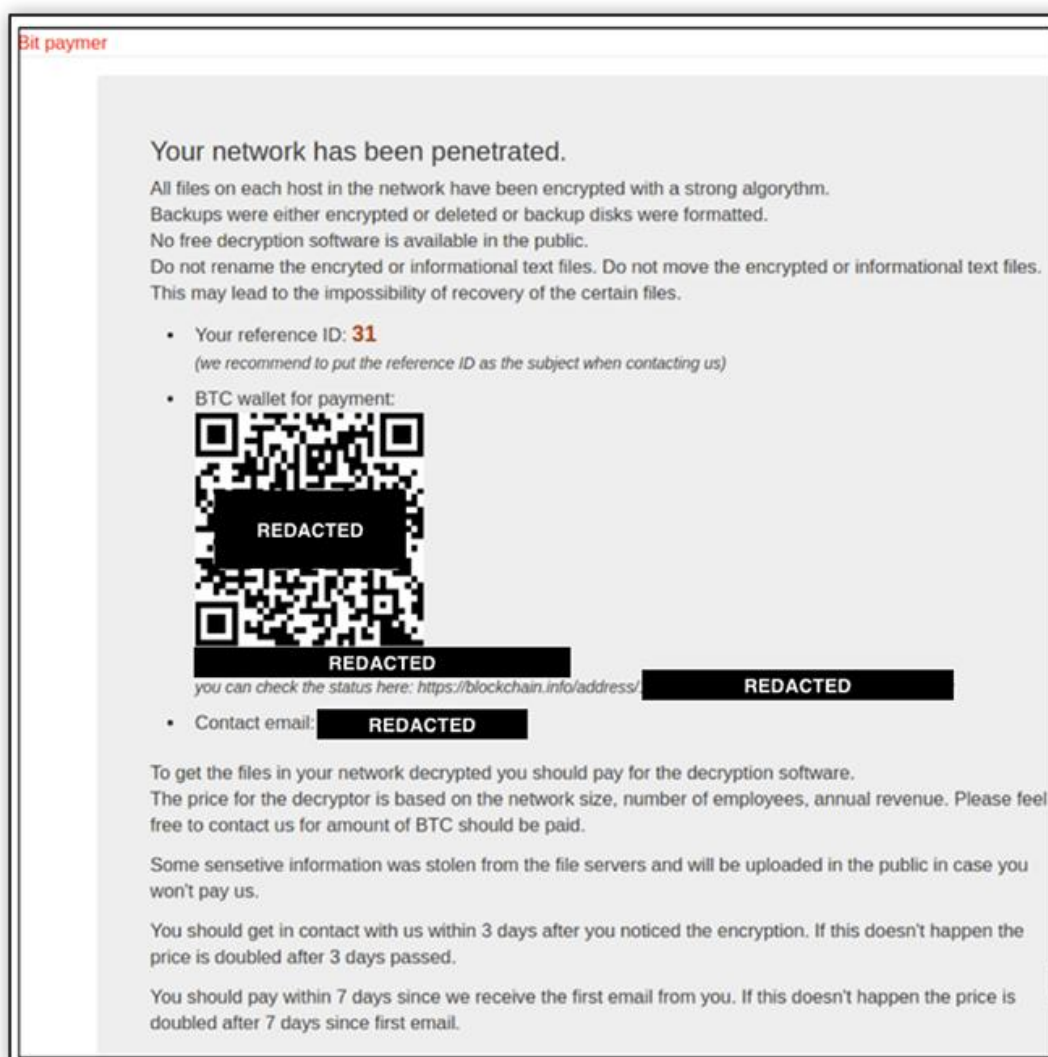 Bit paymer
Your network has been penetrated.
All files on each host in the network have been encrypted with a strong algorythm.
Backups were either encrypted or deleted or backup disks were formatted.
No free decryption software is available in the public.
Do not rename the encryted or informational text files. Do not move the encrypted or informational text files.
This may lead to the impossibility of recovery of the certain files.
• Your reference ID: 31
(we recommend to put the reference ID as the subject when contacting us)
• BTC wallet for payment:
REDACTED
REDACTED
you can check the status here: https://blockchain.info/address/ REDACTED
• Contact email: REDACTED
To get the files in your network decrypted you should pay for the decryption software.
The price for the decryptor is based on the network size, number of employees, annual revenue. Please feel
free to contact us for amount of BTC should be paid.
Some sensetive information was stolen from the file servers and will be uploaded in the public in case you
won't pay us.
You should get in contact with us within 3 days after you noticed the encryption. If this doesn't happen the
price is doubled after 3 days passed.
You should pay within 7 days since we receive the first email from you. If this doesn't happen the price is
doubled after 7 days since first email.